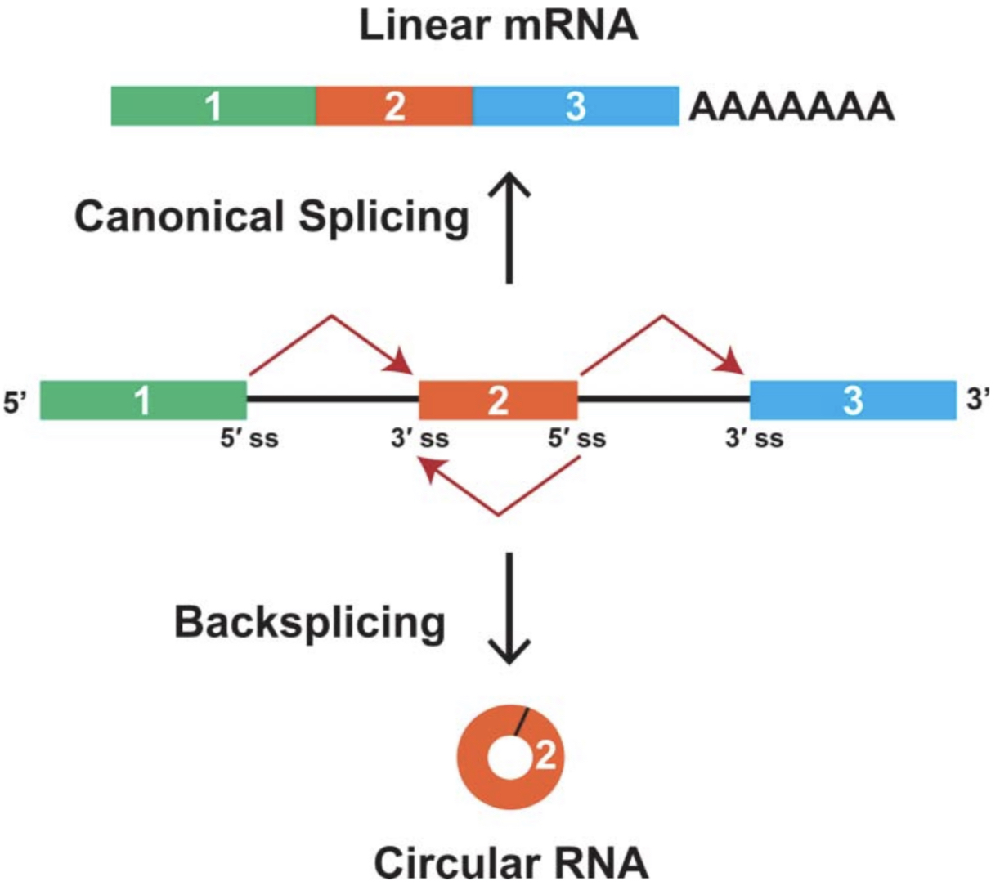 Linear mRNA
1 2 3 AAAAAAA
Canonical Splicing
5’ 1 2 3 3’
5′ ss 3′ ss 5′ ss 3′ ss
Backsplicing
2
Circular RNA